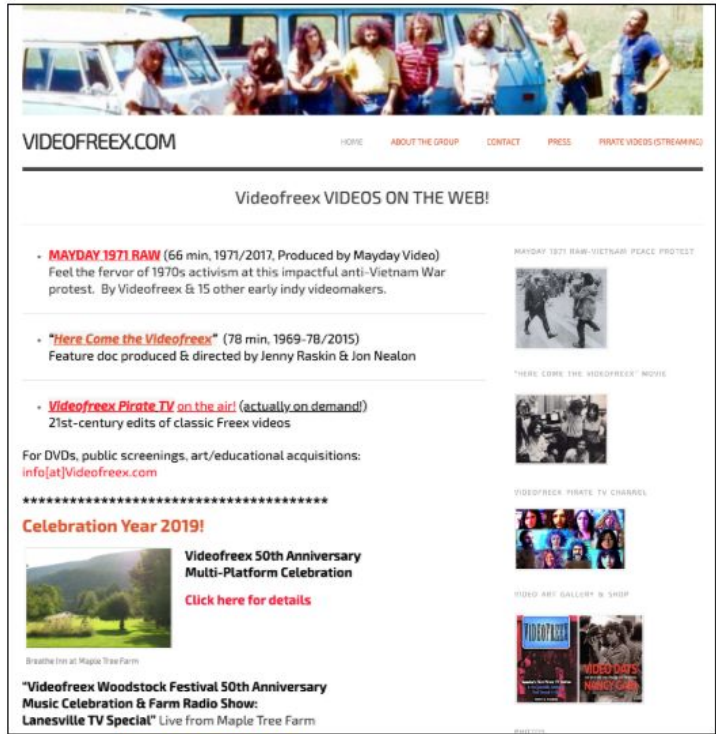 VIDEOFREEX.COM
HOME ABOUT THE GROUP CONTACT PRESS PIRATE VIDEOS (STREAMING)
Videofreex VIDEOS ON THE WEB!
• MAYDAY 1971 RAW (66 min, 1971/2017, Produced by Mayday Video)
Feel the fervor of 1970s activism at this impactful anti-Vietnam War
protest. By Videofreex & 15 other early indy videomakers.
• "Here Come the Videofreex" (78 min, 1969-78/2015)
Feature doc produced & directed by Jenny Raskin & Jon Nealon
• Videofreex Pirate TV on the air! (actually on demand!)
21st-century edits of classic Freex videos
For DVDs, public screenings, art/educational acquisitions:
info[at]Videofreex.com
***************************************
Celebration Year 2019!
Videofreex 50th Anniversary
Multi-Platform Celebration
Click here for details
Breathe Inn at Maple Tree Farm
"Videofreex Woodstock Festival 50th Anniversary
Music Celebration & Farm Radio Show:
Lanesville TV Special" Live from Maple Tree Farm
MAYDAY 1971 RAW-VIETNAM PEACE PROTEST
"HERE COME THE VIDEOFREEX" MOVIE
VIDEOFREEX PIRATE TV CHANNEL
VIDEO ART GALLERY & SHOP
VIDEOFREEX
VIDEO DAYS
NANCY CAIN